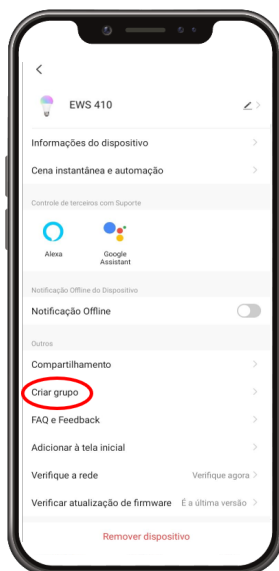 EWS 410
Informações do dispositivo
Cena instantânea e automação
Controle de terceiros com Suporte
Alexa
Google
Assistant
Notificação Offline do Dispositivo
Notificação Offline
Outros
Compartilhamento
Criar grupo
FAQ e Feedback
Adicionar à tela inicial
Verifique a rede Verifique agora
Verificar atualização de firmware É a última versão
Remover dispositivo